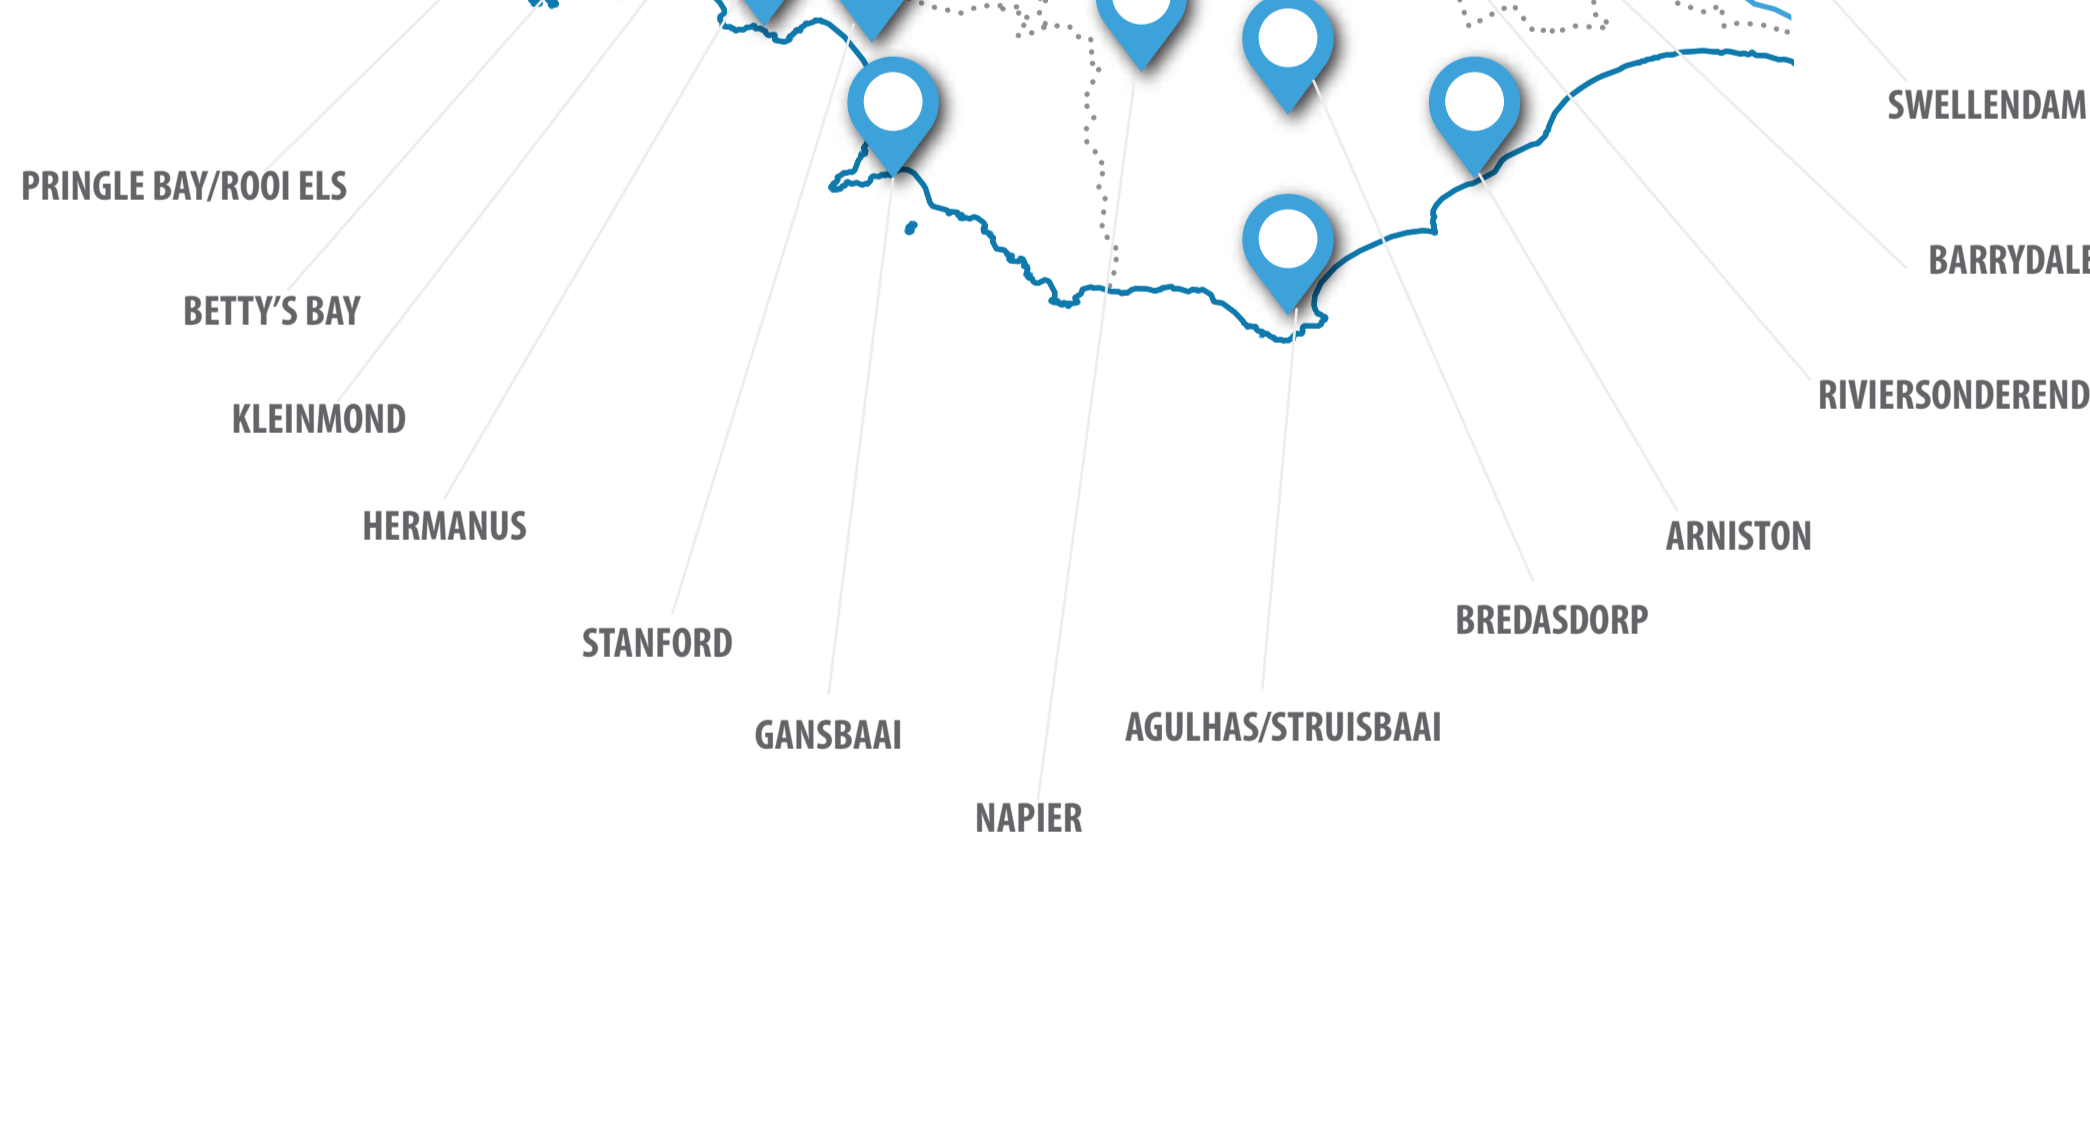 SWELLENDAM
PRINGLE BAY/ROOI ELS
BARRYDALE
BETTY’S BAY
RIVIERSONDEREND
KLEINMOND
HERMANUS
ARNISTON
BREDASDORP
STANFORD
AGULHAS/STRUISBAAI
GANSBAAI
NAPIER